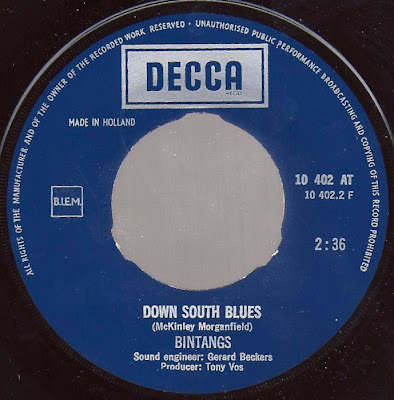 ALL RIGHTS OF THE MANUFACTURER AND OF THE OWNER OF THE RECORDED WORK RESERVED · UNAUTHORISED PUBLIC PERFORMANCE BROADCASTING AND COPYING OF THIS RECORD PROHIBITED
DECCA
MADE IN HOLLAND
10 402 AT
10 402.2 F
B.I.E.M.
2:36
DOWN SOUTH BLUES
(McKinley Morganfield)
BINTANGS
Sound engineer: Gerard Beckers
Producer: Tony Vos